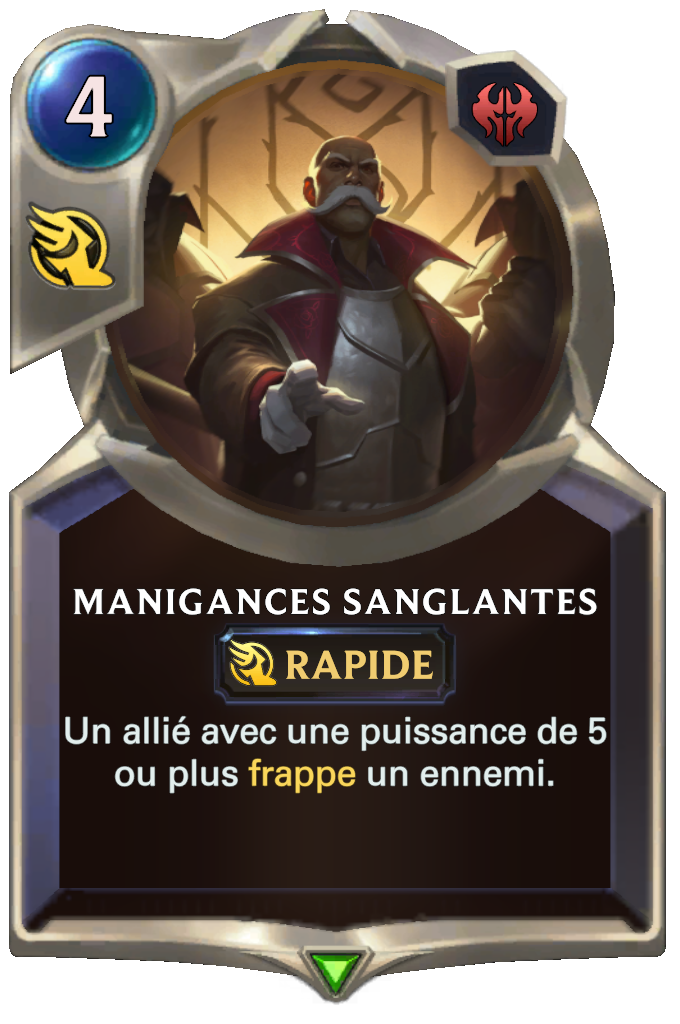 4
MANIGANCES SANGLANTES
RAPIDE
Un allié avec une puissance de 5
ou plus frappe un ennemi.